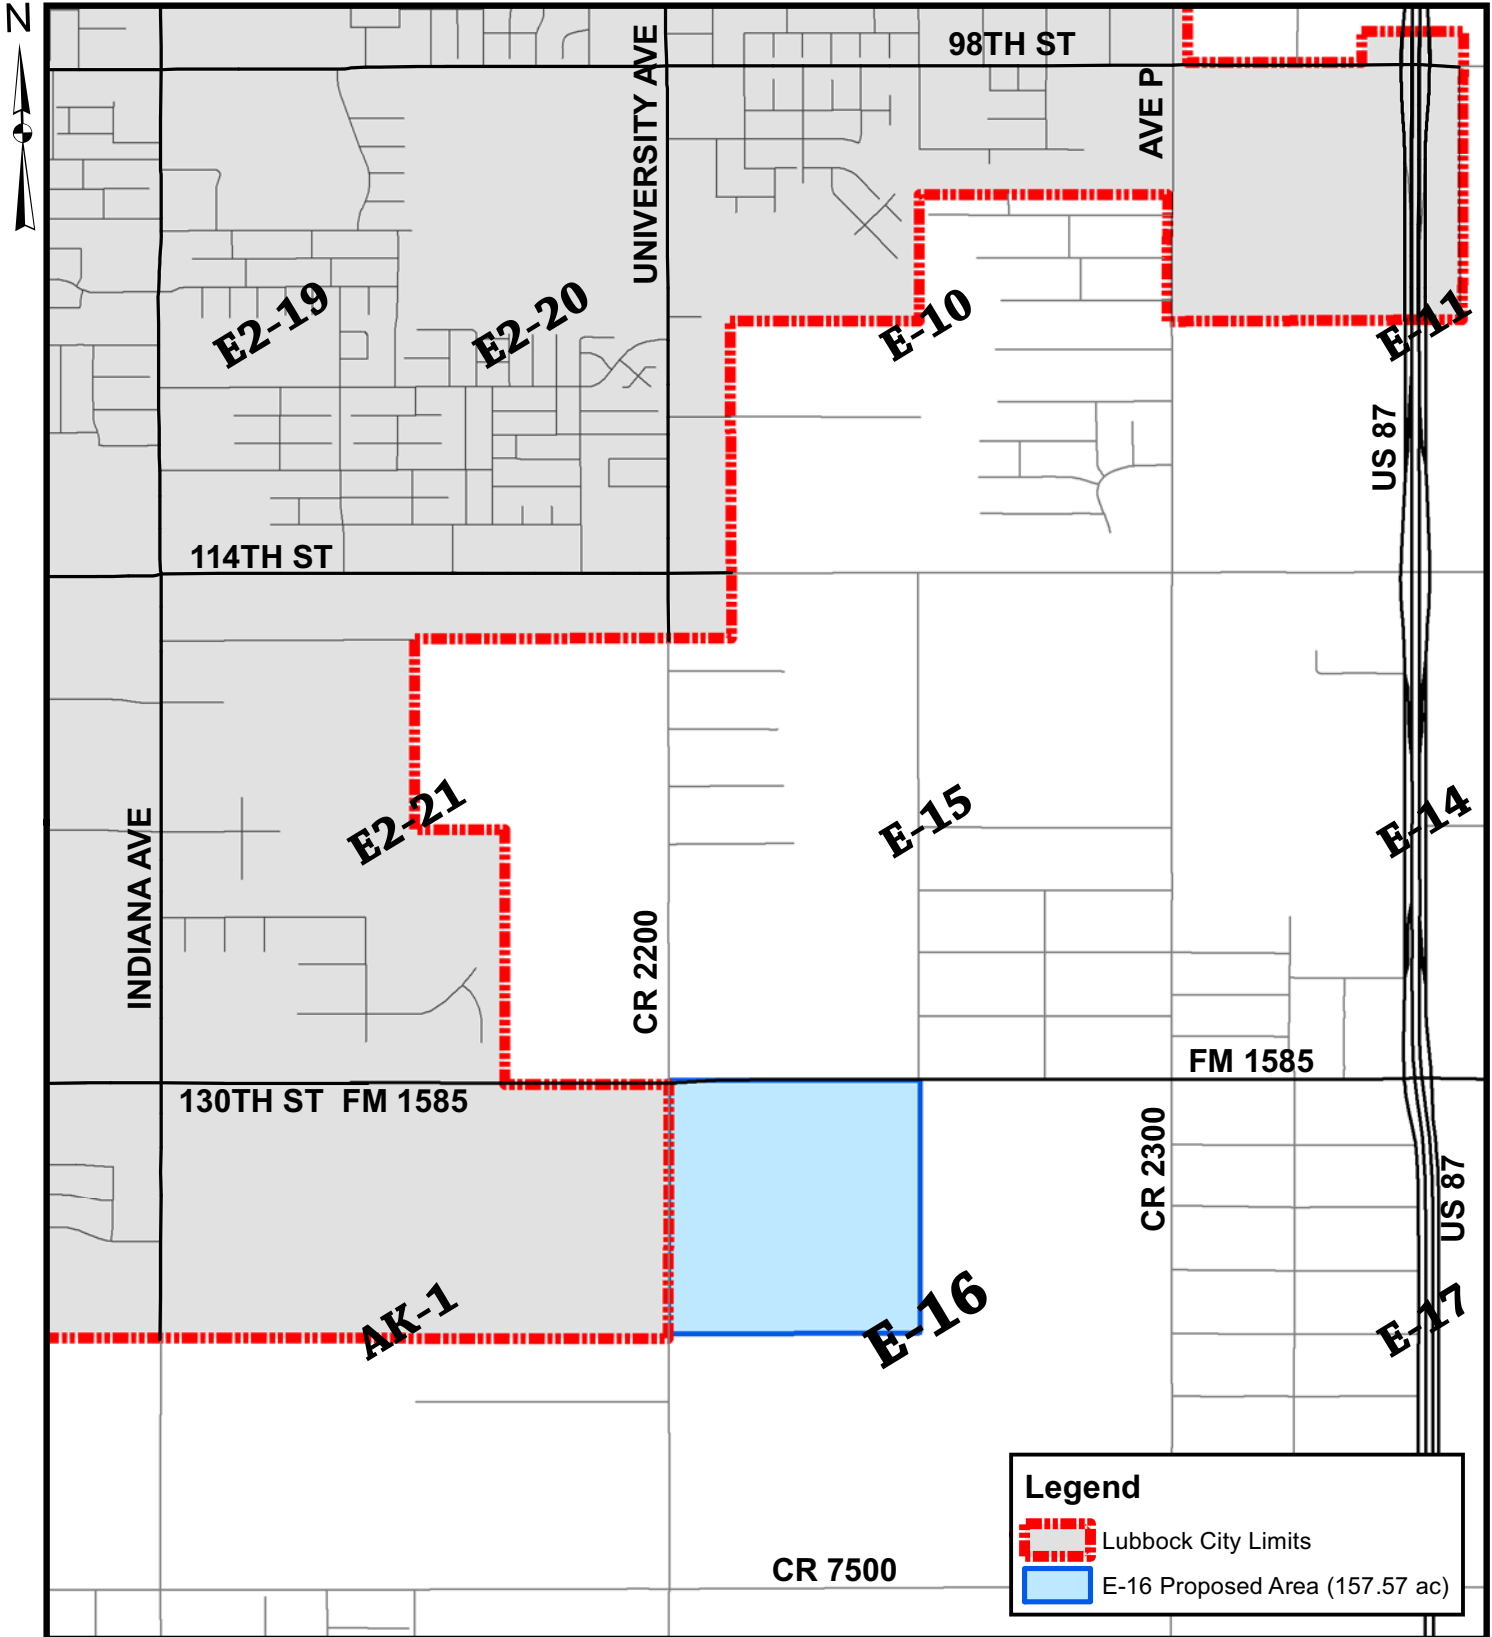 N
98TH ST
UNIVERSITY AVE
AVE P
E2-19
E2-20
E-10
E-11
US 87
114TH ST
E2-21
E-15
E-14
INDIANA AVE
CR 2200
FM 1585
130TH ST FM 1585
CR 2300
US 87
AK-1
E-16
E-17
Legend
Lubbock City Limits
E-16 Proposed Area (157.57 ac)
CR 7500